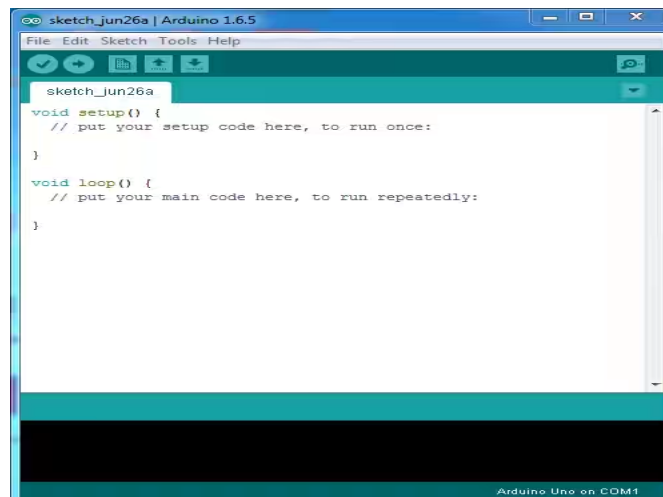 sketch_jun26a | Arduino 1.6.5
File Edit Sketch Tools Help
sketch_jun26a
void setup() {
  // put your setup code here, to run once:
}
void loop() {
  // put your main code here, to run repeatedly:
}
Arduino Uno on COM1